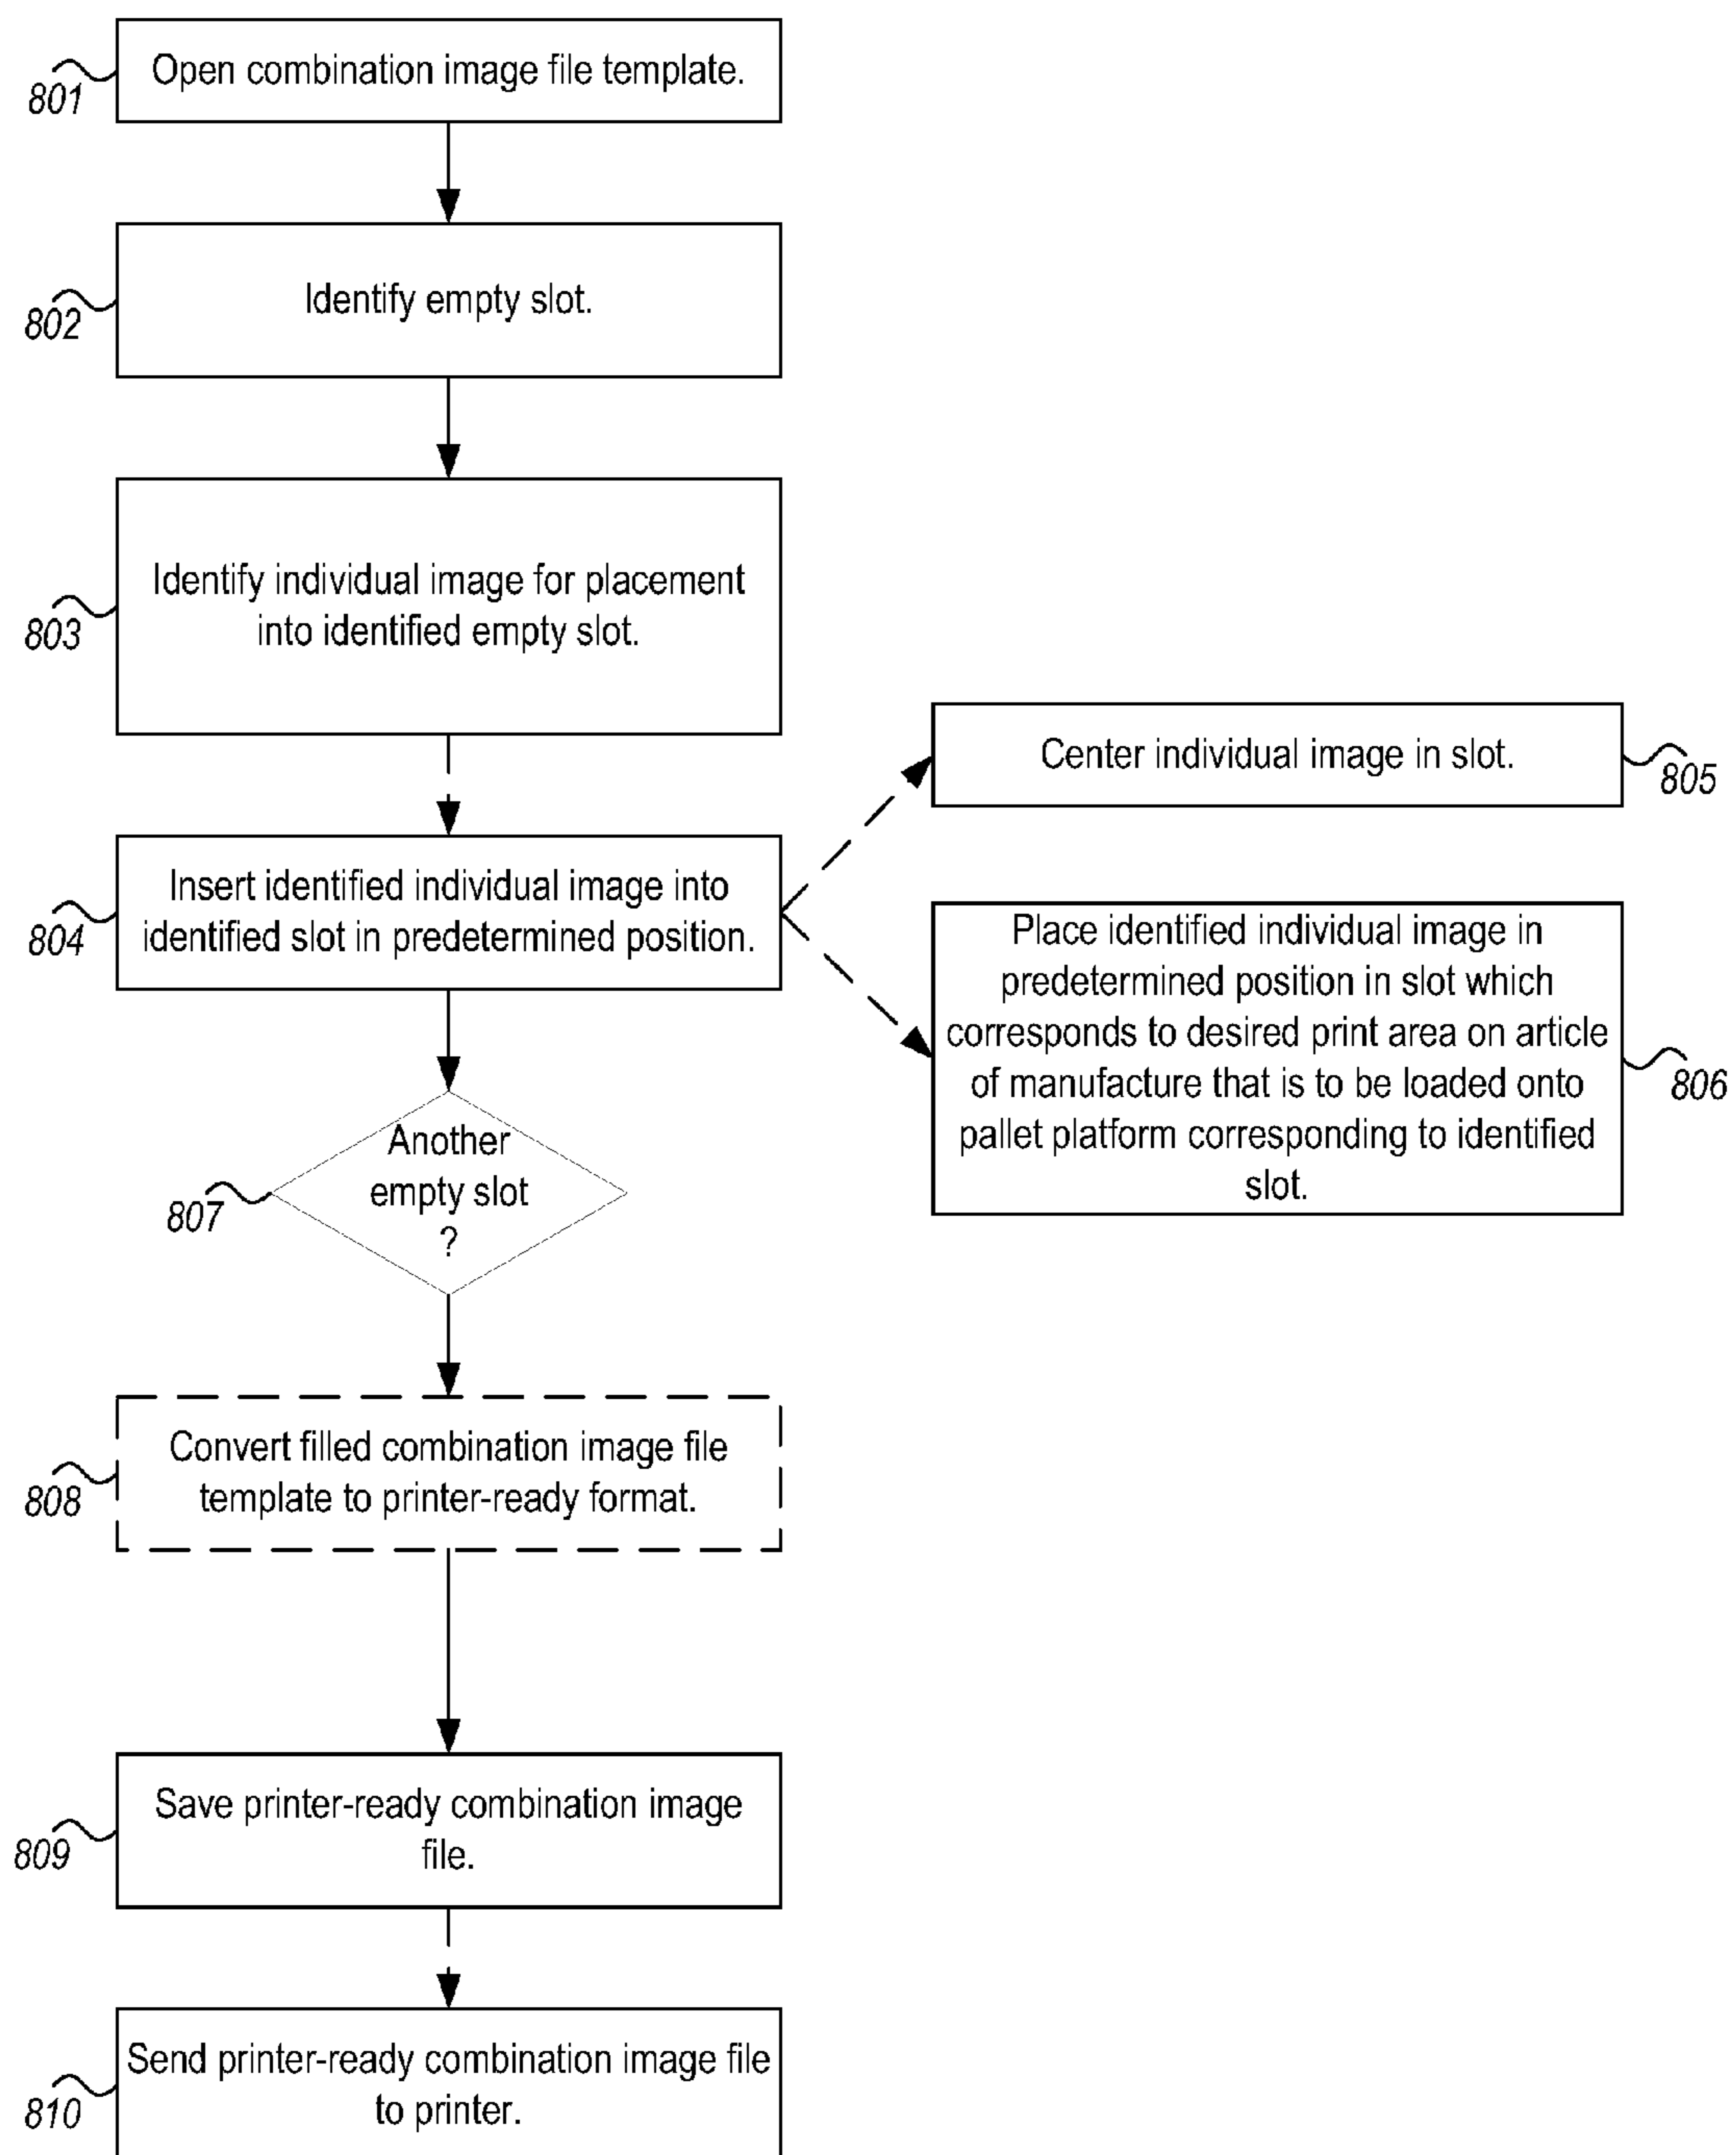 Open combination image file template.
801
Identify empty slot.
802
Identify individual image for placement
into identified empty slot.
803
Center individual image in slot.
805
Insert identified individual image into
identified slot in predetermined position.
804
Place identified individual image in
predetermined position in slot which
corresponds to desired print area on article
of manufacture that is to be loaded onto
pallet platform corresponding to identified
slot.
806
Another
empty slot
?
807
Convert filled combination image file
template to printer-ready format.
808
Save printer-ready combination image
file.
809
Send printer-ready combination image file
to printer.
810